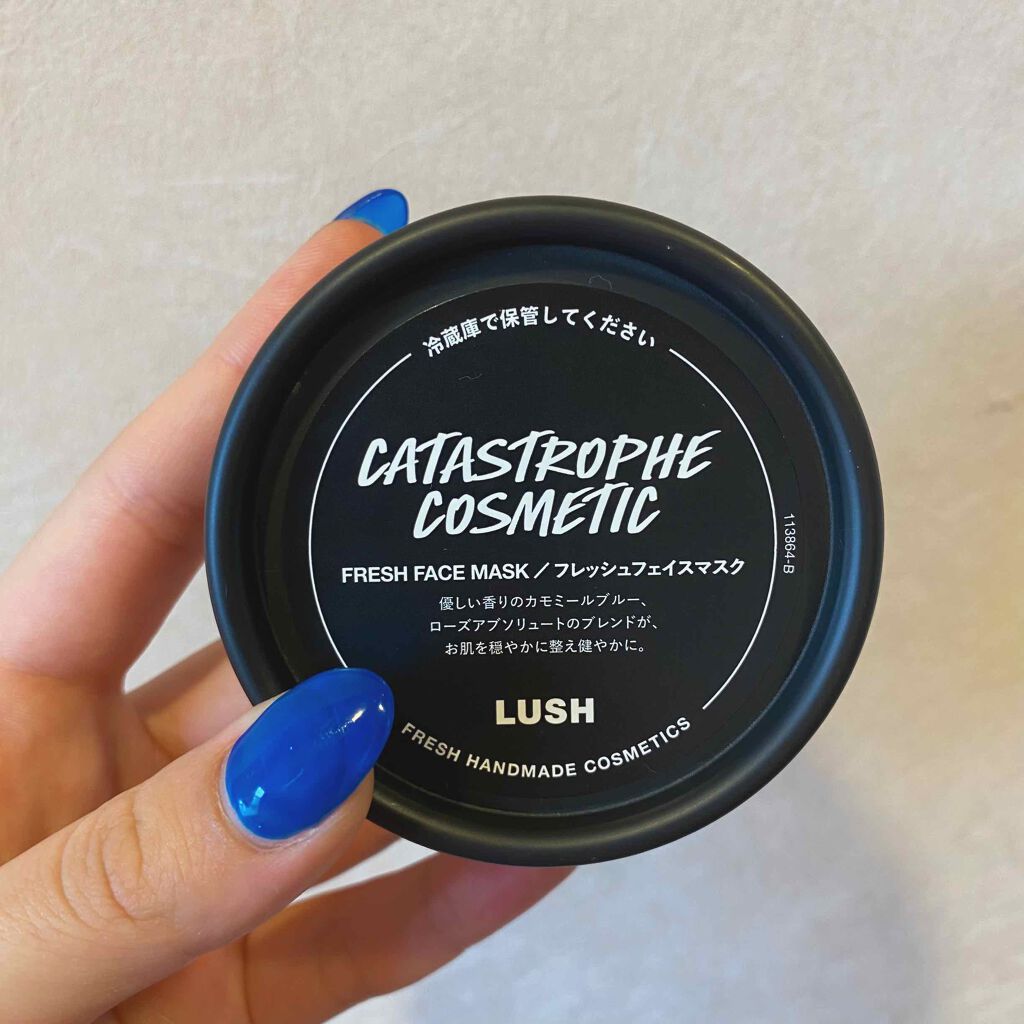 冷蔵庫で保管してください
CATASTROPHE
COSMETIC
FRESH FACE MASK／フレッシュフェイスマスク
優しい香りのカモミールブルー、
ローズアブソリュートのブレンドが、
お肌を穏やかに整え健やかに。
LUSH
FRESH HANDMADE COSMETICS
113864-B